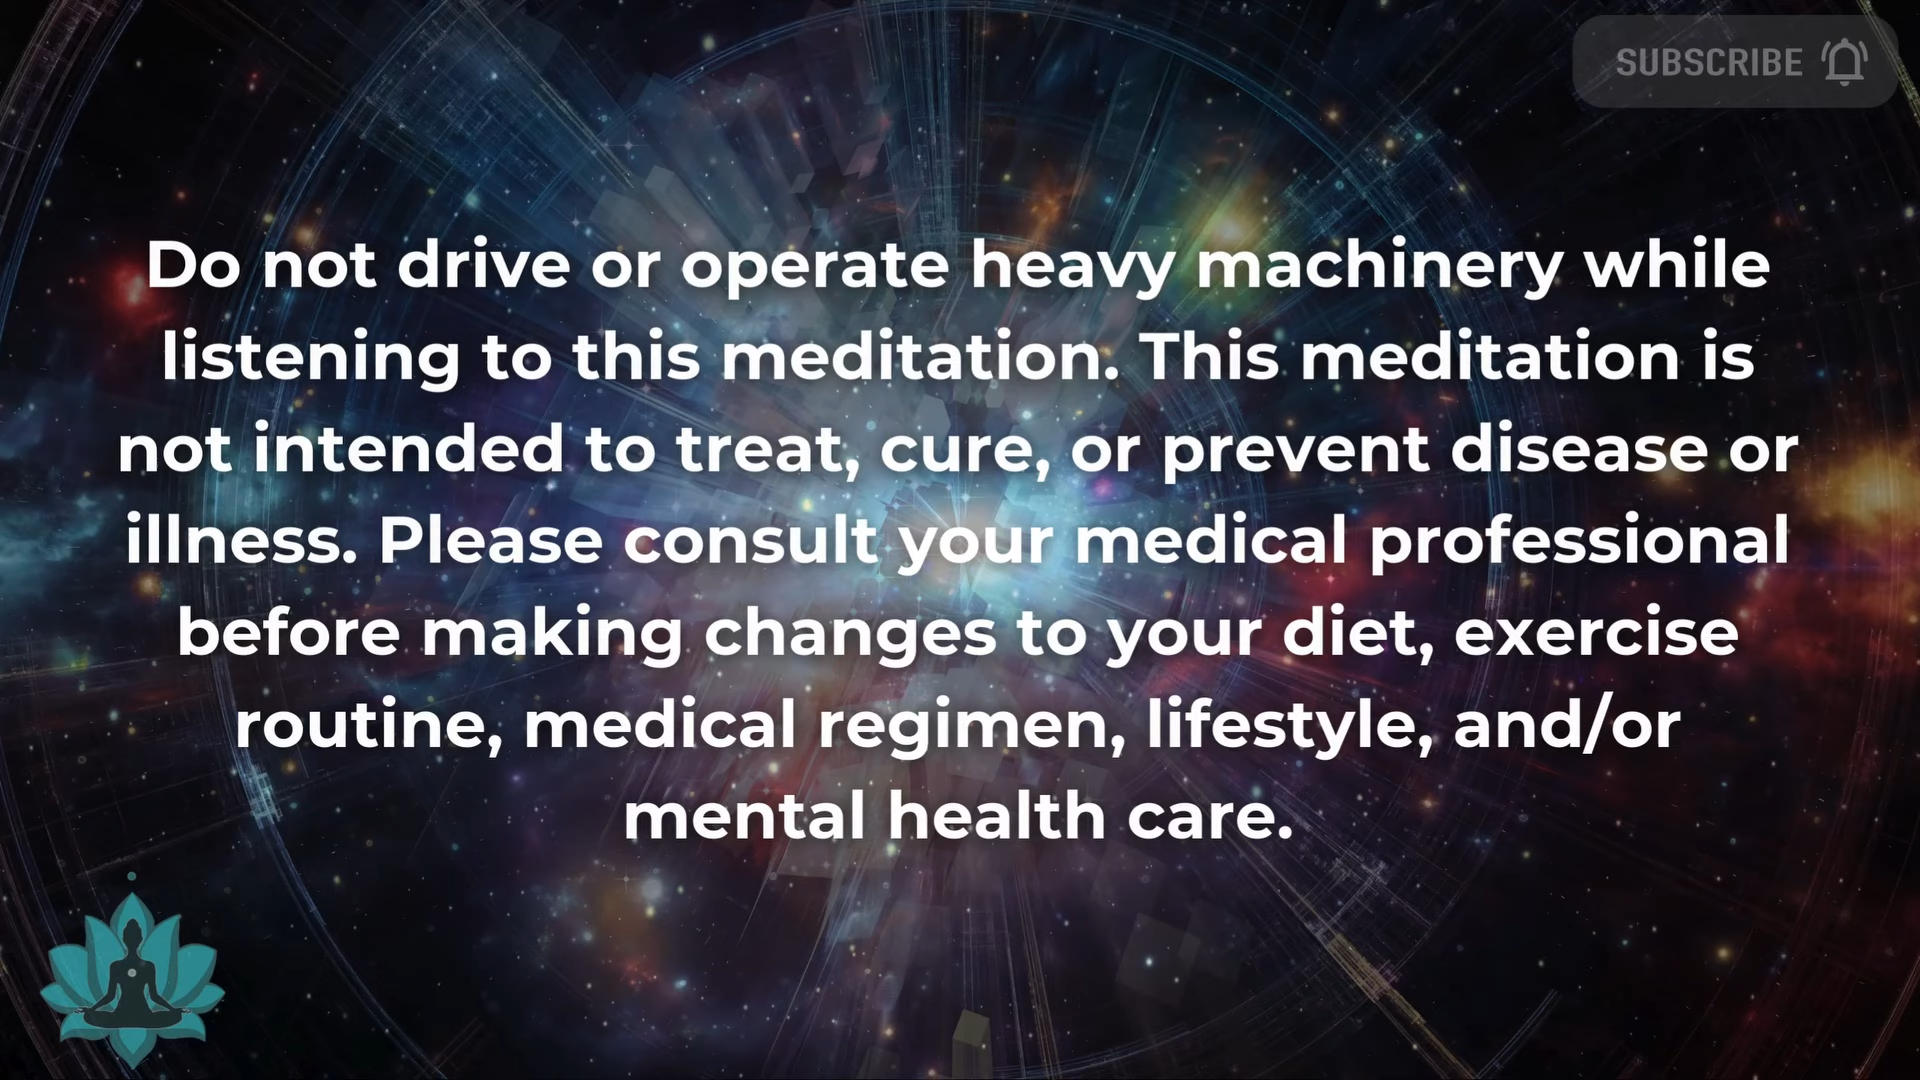 SUBSCRIBE
Do not drive or operate heavy machinery while
listening to this meditation. This meditation is
not intended to treat, cure, or prevent disease or
illness. Please consult your medical professional
before making changes to your diet, exercise
routine, medical regimen, lifestyle, and/or
mental health care.